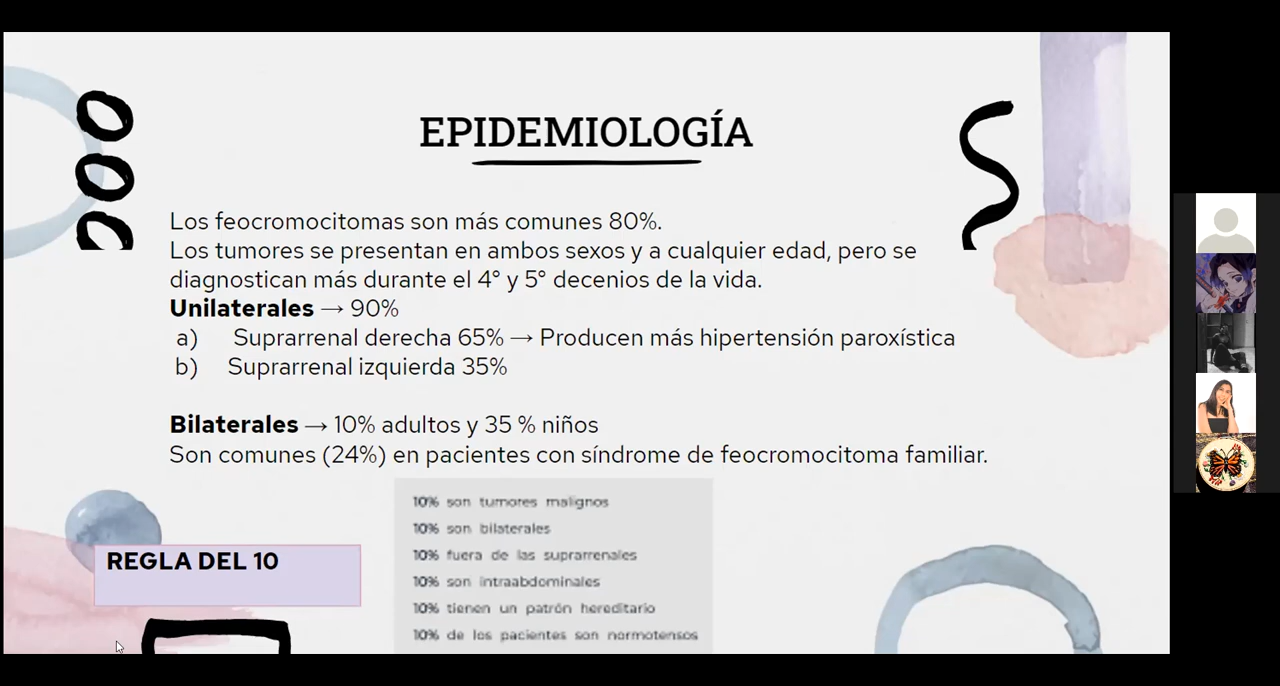 EPIDEMIOLOGÍA
Los feocromocitomas son más comunes 80%.
Los tumores se presentan en ambos sexos y a cualquier edad, pero se
diagnostican más durante el 4° y 5° decenios de la vida.
Unilaterales → 90%
a) Suprarrenal derecha 65% → Producen más hipertensión paroxística
b) Suprarrenal izquierda 35%
Bilaterales → 10% adultos y 35 % niños
Son comunes (24%) en pacientes con síndrome de feocromocitoma familiar.
REGLA DEL 10
10% son tumores malignos
10% son bilaterales
10% fuera de las suprarrenales
10% son intraabdominales
10% tienen un patrón hereditario
10% de los pacientes son normotensos